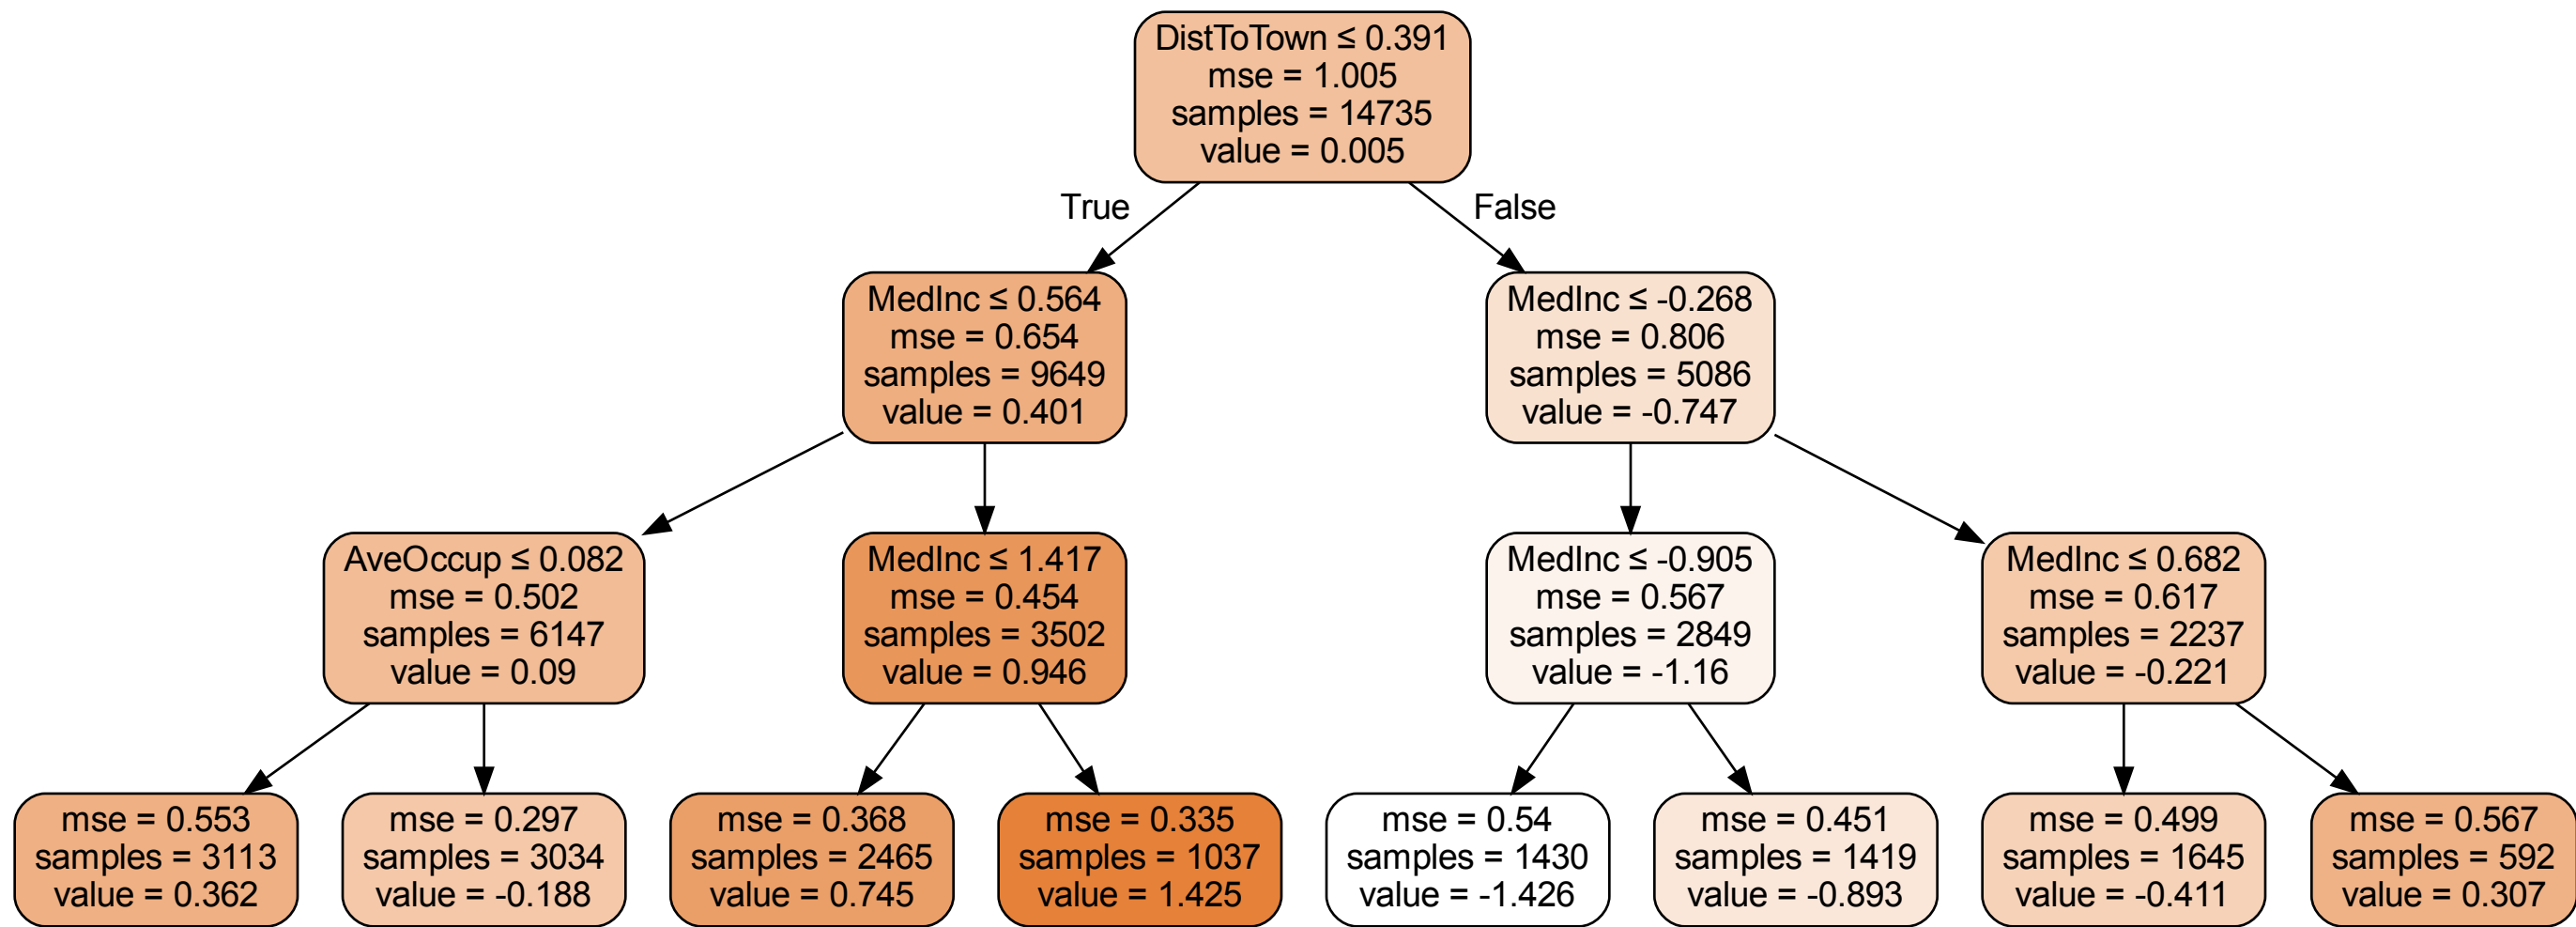 DistToTown ≤ 0.391
mse = 1.005
samples = 14735
value = 0.005
True
False
MedInc ≤ 0.564
mse = 0.654
samples = 9649
value = 0.401
MedInc ≤ -0.268
mse = 0.806
samples = 5086
value = -0.747
AveOccup ≤ 0.082
mse = 0.502
samples = 6147
value = 0.09
MedInc ≤ 1.417
mse = 0.454
samples = 3502
value = 0.946
MedInc ≤ -0.905
mse = 0.567
samples = 2849
value = -1.16
MedInc ≤ 0.682
mse = 0.617
samples = 2237
value = -0.221
mse = 0.553
samples = 3113
value = 0.362
mse = 0.297
samples = 3034
value = -0.188
mse = 0.368
samples = 2465
value = 0.745
mse = 0.335
samples = 1037
value = 1.425
mse = 0.54
samples = 1430
value = -1.426
mse = 0.451
samples = 1419
value = -0.893
mse = 0.499
samples = 1645
value = -0.411
mse = 0.567
samples = 592
value = 0.307